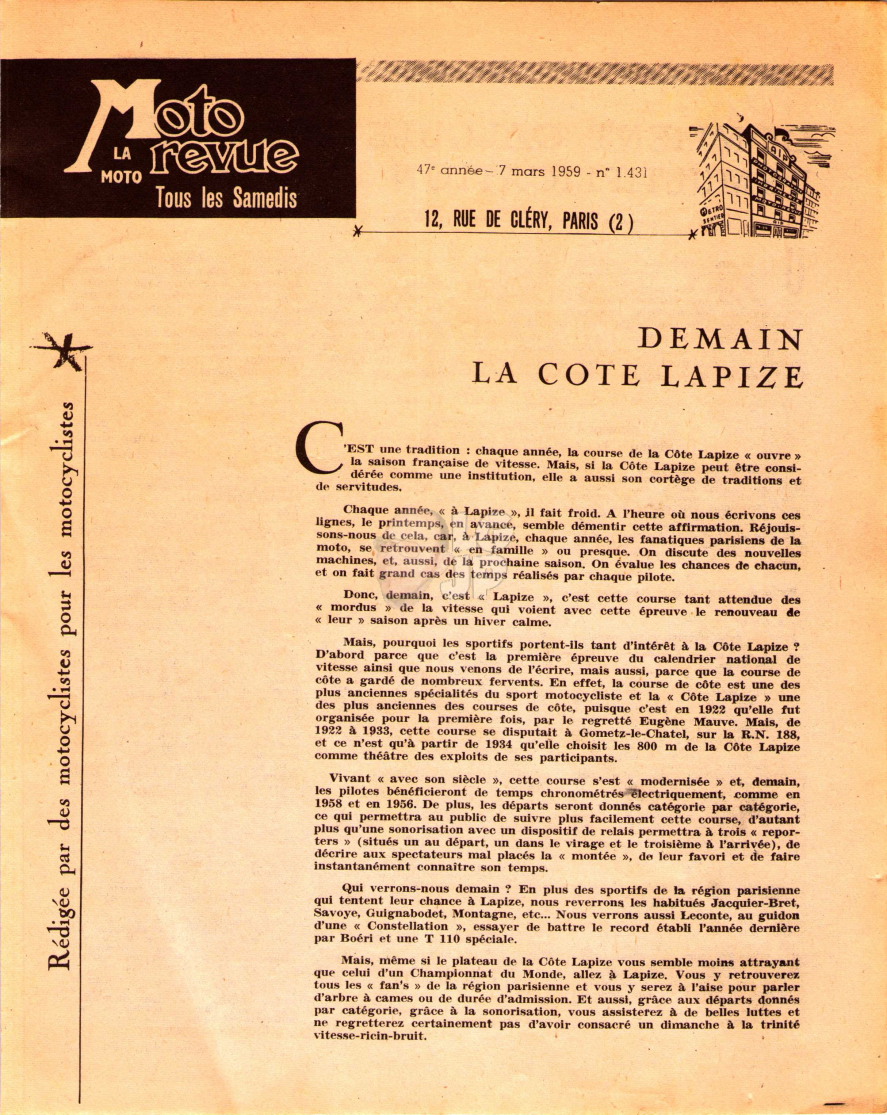 Moto
revue
LA
MOTO
Tous les Samedis
47e année – 7 mars 1959 - n° 1.431
12, RUE DE CLÉRY, PARIS (2)
METRO
SENTIER
DEMAIN
LA COTE LAPIZE
Rédigée par des motocyclistes pour les motocyclistes
C'EST une tradition : chaque année, la course de la Côte Lapize « ouvre »
la saison française de vitesse. Mais, si la Côte Lapize peut être consi-
dérée comme une institution, elle a aussi son cortège de traditions et
de servitudes.
Chaque année, « à Lapize », il fait froid. A l'heure où nous écrivons ces
lignes, le printemps, en avance, semble démentir cette affirmation. Réjouis-
sons-nous de cela, car, à Lapize, chaque année, les fanatiques parisiens de la
moto, se retrouvent « en famille » ou presque. On discute des nouvelles
machines, et, aussi, de la prochaine saison. On évalue les chances de chacun,
et on fait grand cas des temps réalisés par chaque pilote.
Donc, demain, c'est « Lapize », c'est cette course tant attendue des
« mordus » de la vitesse qui voient avec cette épreuve le renouveau de
« leur » saison après un hiver calme.
Mais, pourquoi les sportifs portent-ils tant d'intérêt à la Côte Lapize ?
D'abord parce que c'est la première épreuve du calendrier national de
vitesse ainsi que nous venons de l'écrire, mais aussi, parce que la course de
côte a gardé de nombreux fervents. En effet, la course de côte est une des
plus anciennes spécialités du sport motocycliste et la « Côte Lapize » une
des plus anciennes des courses de côte, puisque c'est en 1922 qu'elle fut
organisée pour la première fois, par le regretté Eugène Mauve. Mais, de
1922 à 1933, cette course se disputait à Gometz-le-Chatel, sur la R.N. 188,
et ce n'est qu'à partir de 1934 qu'elle choisit les 800 m de la Côte Lapize
comme théâtre des exploits de ses participants.
Vivant « avec son siècle », cette course s'est « modernisée » et, demain,
les pilotes bénéficieront de temps chronométrés électriquement, comme en
1958 et en 1956. De plus, les départs seront donnés catégorie par catégorie,
ce qui permettra au public de suivre plus facilement cette course, d'autant
plus qu'une sonorisation avec un dispositif de relais permettra à trois « repor-
ters » (situés un au départ, un dans le virage et le troisième à l'arrivée), de
décrire aux spectateurs mal placés la « montée », de leur favori et de faire
instantanément connaître son temps.
Qui verrons-nous demain ? En plus des sportifs de la région parisienne
qui tentent leur chance à Lapize, nous reverrons les habitués Jacquier-Bret,
Savoye, Guignabodet, Montagne, etc... Nous verrons aussi Leconte, au guidon
d'une « Constellation », essayer de battre le record établi l'année dernière
par Boéri et une T 110 spéciale.
Mais, même si le plateau de la Côte Lapize vous semble moins attrayant
que celui d'un Championnat du Monde, allez à Lapize. Vous y retrouverez
tous les « fan's » de la région parisienne et vous y serez à l'aise pour parler
d'arbre à cames ou de durée d'admission. Et aussi, grâce aux départs donnés
par catégorie, grâce à la sonorisation, vous assisterez à de belles luttes et
ne regretterez certainement pas d'avoir consacré un dimanche à la trinité
vitesse-ricin-bruit.